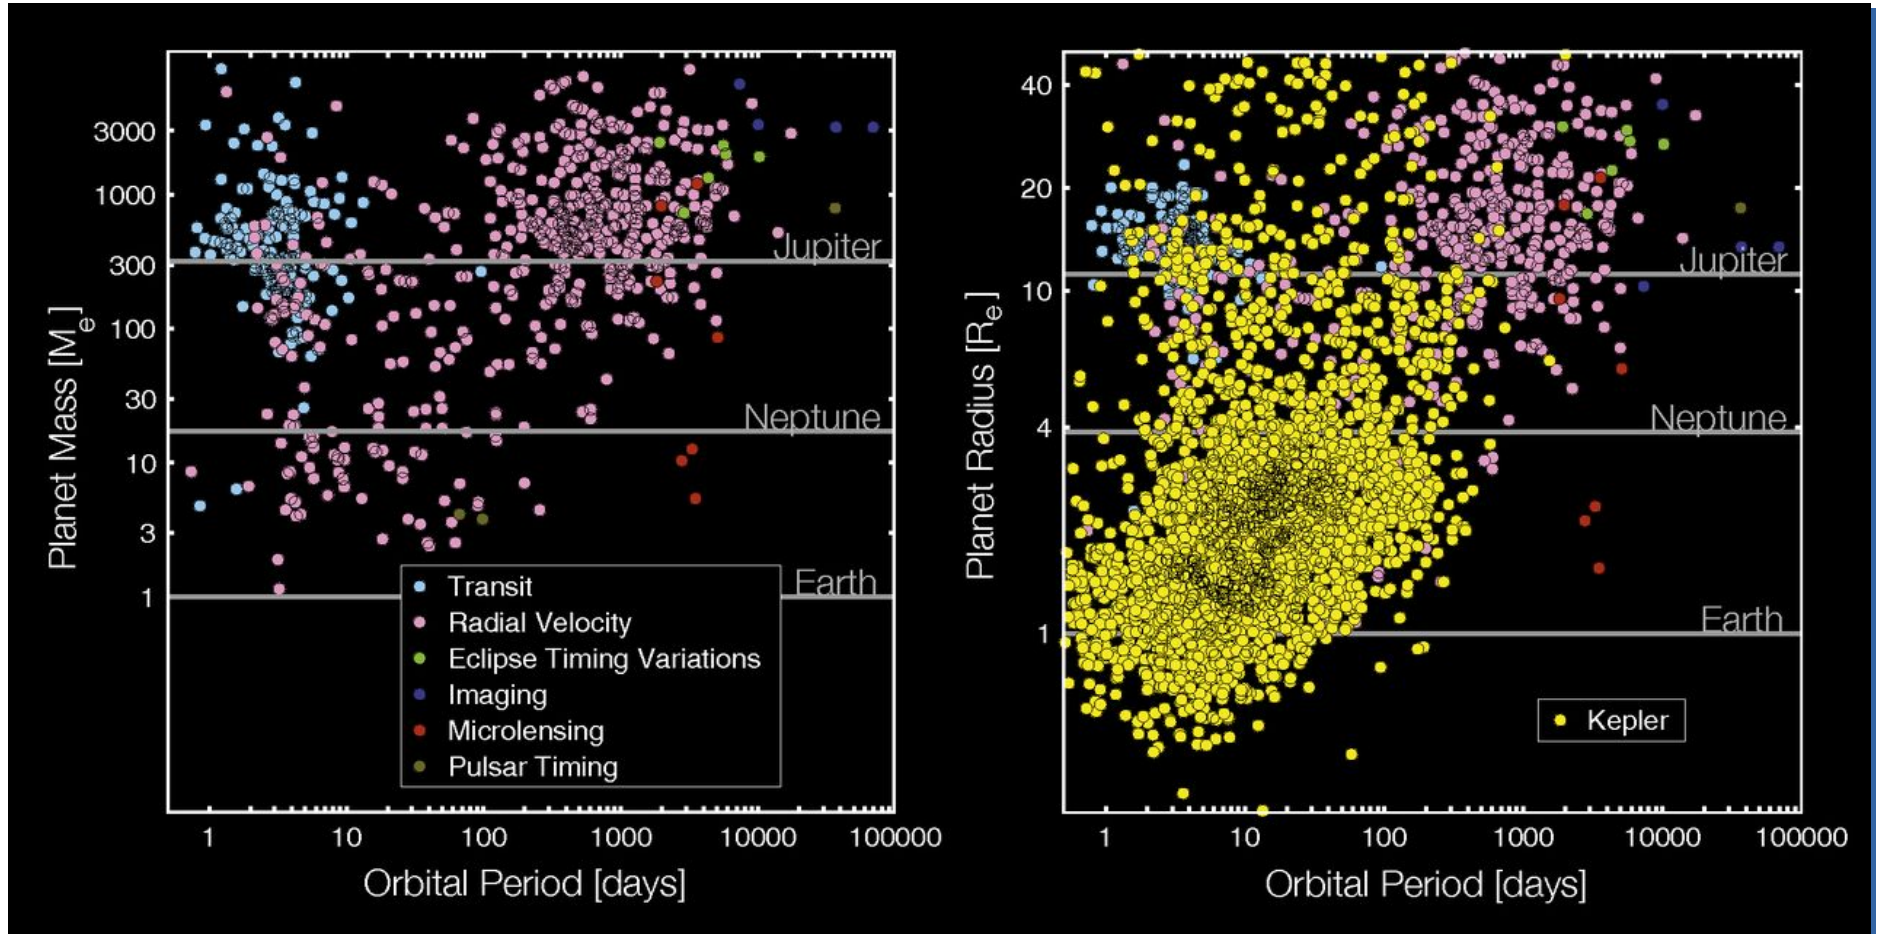 Planet Mass [Me]
3000
1000
300
100
30
10
3
1
Jupiter
Neptune
Earth
Transit
Radial Velocity
Eclipse Timing Variations
Imaging
Microlensing
Pulsar Timing
1 10 100 1000 10000 100000
Orbital Period [days]
Planet Radius [Re]
40
20
10
4
1
Jupiter
Neptune
Earth
Kepler
1 10 100 1000 10000 100000
Orbital Period [days]